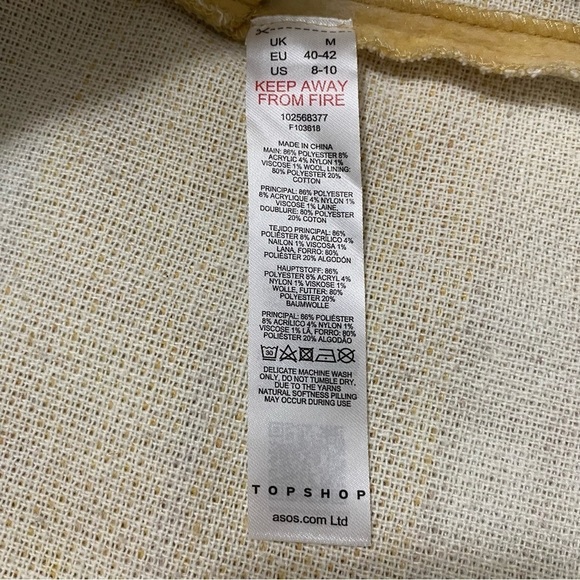 UK M
EU 40-42
US 8-10
KEEP AWAY
FROM FIRE
102568377
F103618
MADE IN CHINA
MAIN: 86% POLYESTER 8%
ACRYLIC 4% NYLON 1%
VISCOSE 1% WOOL, LINING:
80% POLYESTER 20%
COTTON
PRINCIPAL: 86% POLYESTER
8% ACRYLIQUE 4% NYLON 1%
VISCOSE 1% LAINE,
DOUBLURE: 80% POLYESTER
20% COTON
TEJIDO PRINCIPAL: 86%
POLIÉSTER 8% ACRÍLICO 4%
NAILON 1% VISCOSA 1%
LANA, FORRO: 80%
POLIÉSTER 20% ALGODÓN
HAUPTSTOFF: 86%
POLYESTER 8% ACRYL 4%
NYLON 1% VISKOSE 1%
WOLLE, FUTTER: 80%
POLYESTER 20%
BAUMWOLLE
PRINCIPAL: 86% POLIÉSTER
8% ACRÍLICO 4% NYLON 1%
VISCOSE 1% LÃ, FORRO: 80%
POLIÉSTER 20% ALGODÃO
30
DELICATE MACHINE WASH
ONLY, DO NOT TUMBLE DRY,
DUE TO THE YARNS
NATURAL SOFTNESS PILLING
MAY OCCUR DURING USE
TOPSHOP
asos.com Ltd